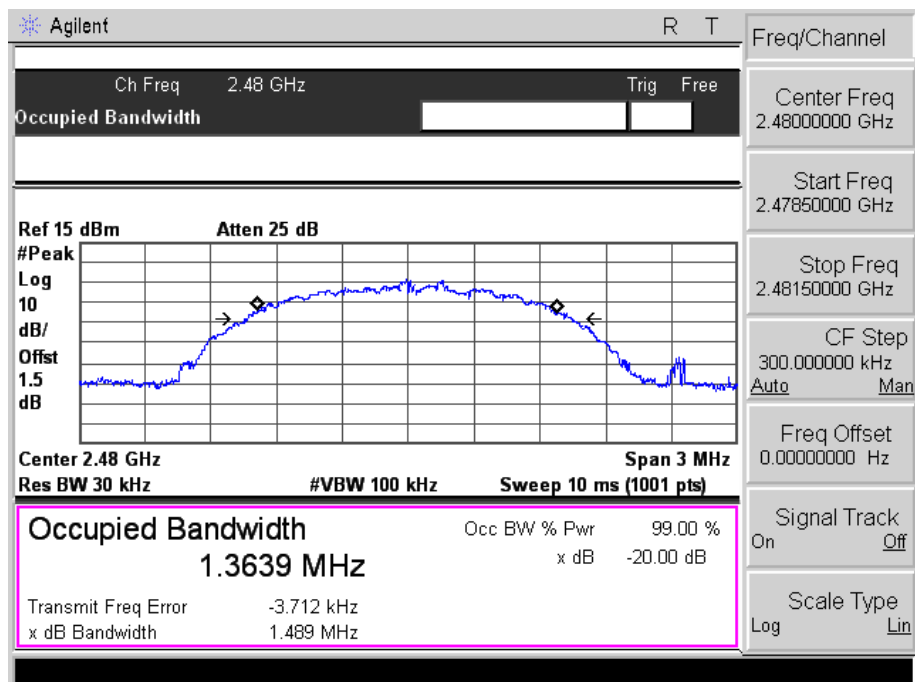 Agilent R T
Ch Freq 2.48 GHz Trig Free
Occupied Bandwidth
Ref 15 dBm Atten 25 dB
#Peak
Log
10
dB/
Offst
1.5
dB
Center 2.48 GHz Span 3 MHz
Res BW 30 kHz #VBW 100 kHz Sweep 10 ms (1001 pts)
Occupied Bandwidth Occ BW % Pwr 99.00 %
1.3639 MHz x dB -20.00 dB
Transmit Freq Error -3.712 kHz
x dB Bandwidth 1.489 MHz
Freq/Channel
Center Freq
2.48000000 GHz
Start Freq
2.47850000 GHz
Stop Freq
2.48150000 GHz
CF Step
300.000000 kHz
Auto Man
Freq Offset
0.00000000 Hz
Signal Track
On Off
Scale Type
Log Lin